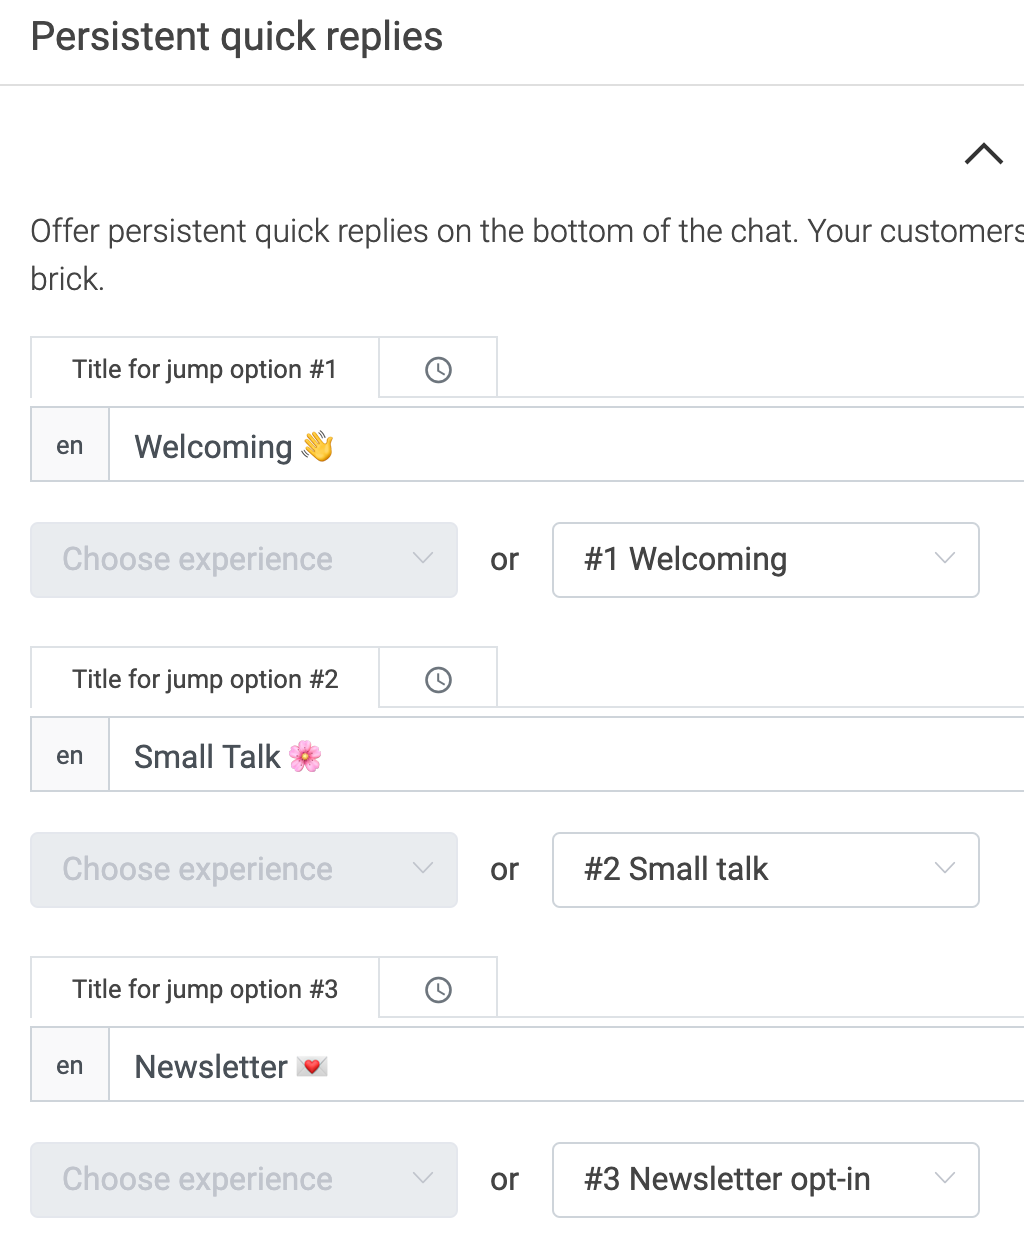 Persistent quick replies
Offer persistent quick replies on the bottom of the chat. Your customers
brick.
Title for jump option #1
en Welcoming 👋
Choose experience or #1 Welcoming
Title for jump option #2
en Small Talk 🌸
Choose experience or #2 Small talk
Title for jump option #3
en Newsletter 💌
Choose experience or #3 Newsletter opt-in